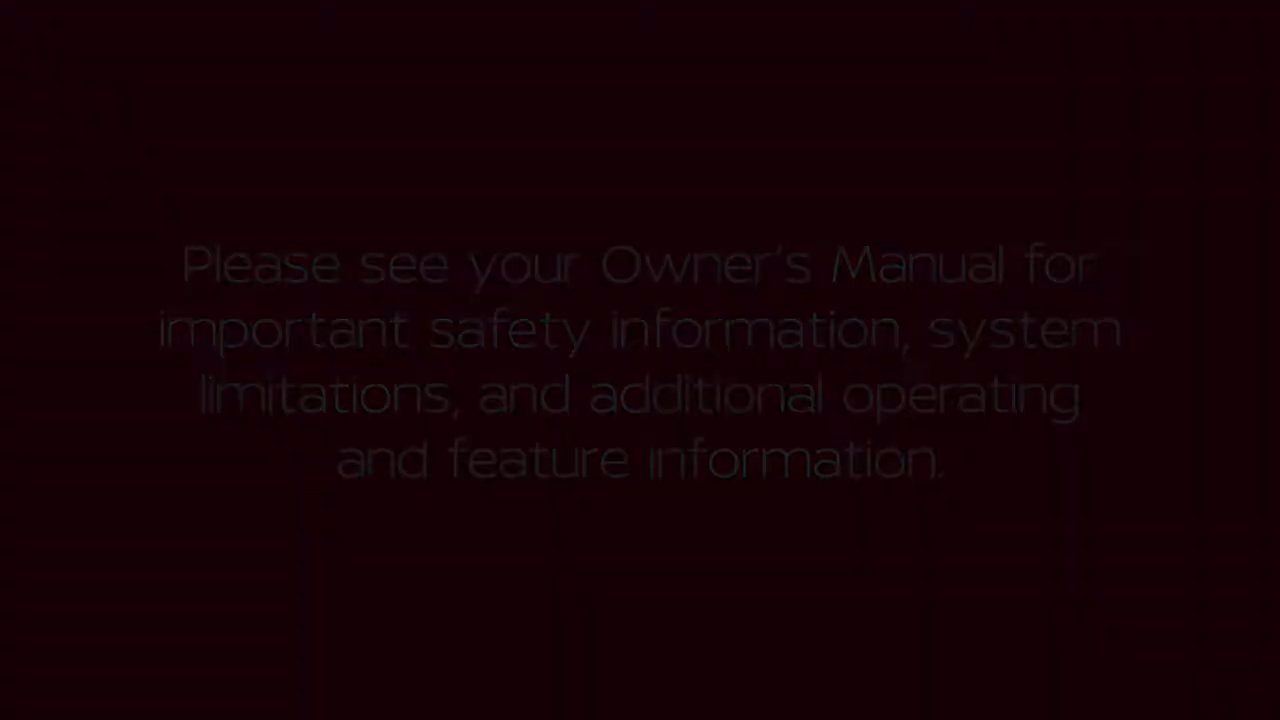 Please see your Owner's Manual for
important safety information, system
limitations, and additional operating
and feature information.